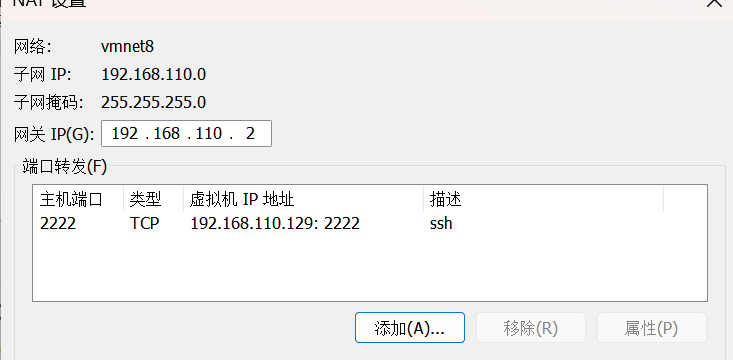 NAT 设置
网络: vmnet8
子网 IP: 192.168.110.0
子网掩码: 255.255.255.0
网关 IP(G): 192 . 168 . 110 . 2
端口转发(F)
主机端口 类型 虚拟机 IP 地址 描述
2222 TCP 192.168.110.129: 2222 ssh
添加(A)... 移除(R) 属性(P)